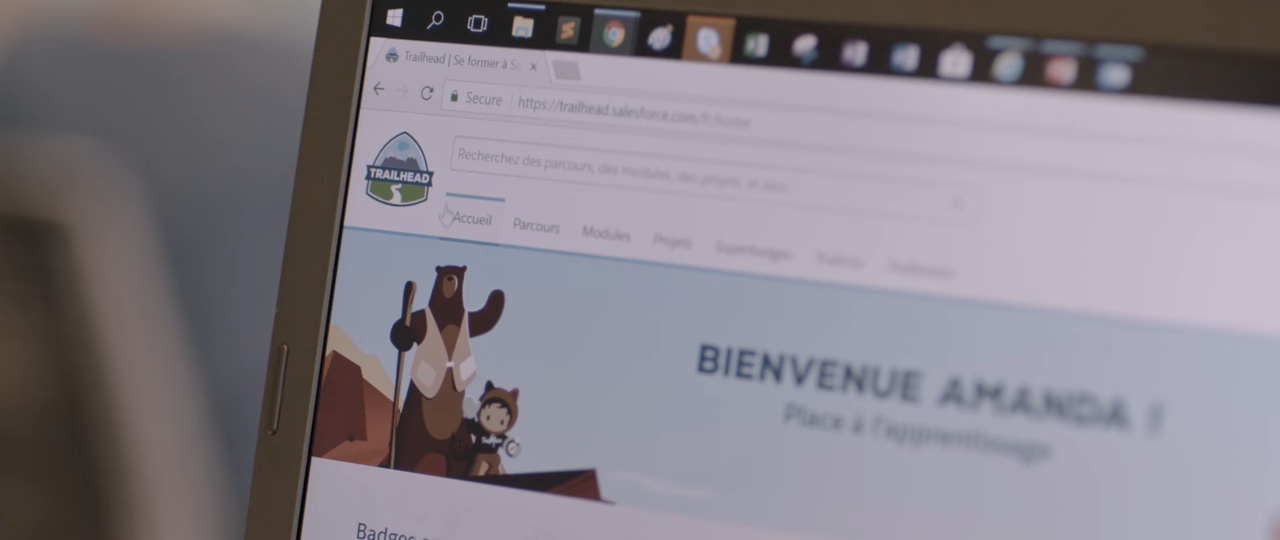 Trailhead | Se former à Sa
Secure https://trailhead.salesforce.com/fr/home
TRAILHEAD
Recherchez des parcours, des modules, des projets, et plus
Accueil Parcours Modules Projets Superbadges
BIENVENUE AMANDA !
Place à l'apprentissage
Badges